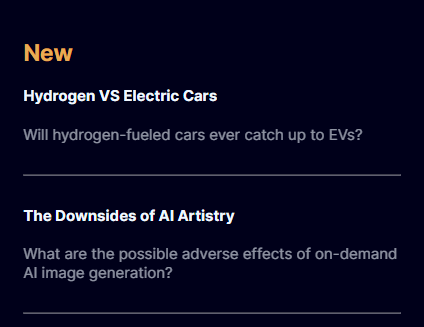 New
Hydrogen VS Electric Cars
Will hydrogen-fueled cars ever catch up to EVs?
The Downsides of AI Artistry
What are the possible adverse effects of on-demand
AI image generation?